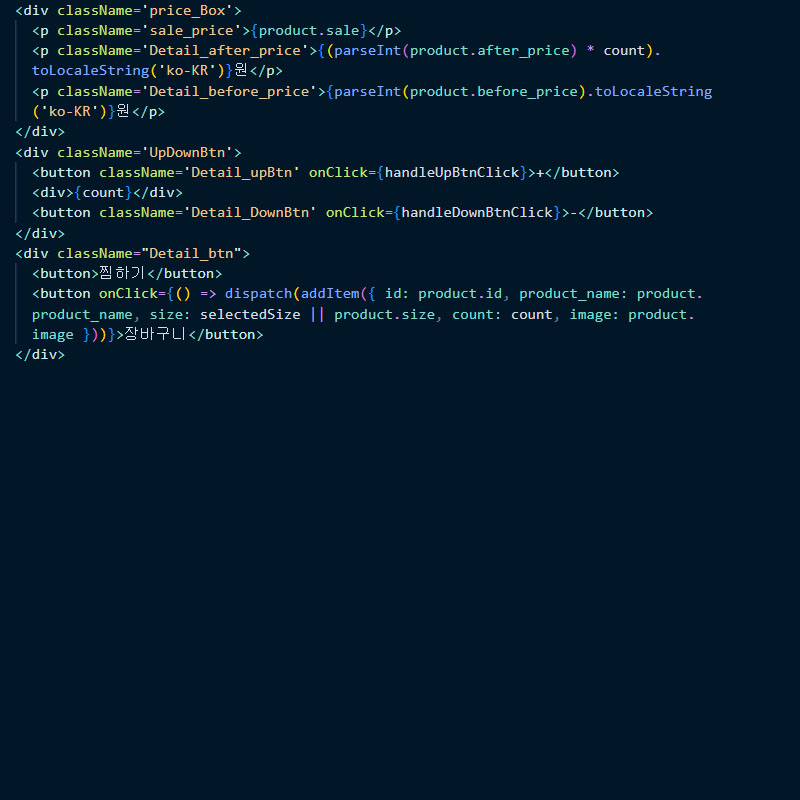 <div className='price_Box'>
<p className='sale_price'>{product.sale}</p>
<p className='Detail_after_price'>{(parseInt(product.after_price) * count).
toLocaleString('ko-KR')}원</p>
<p className='Detail_before_price'>{parseInt(product.before_price).toLocaleString
('ko-KR')}원</p>
</div>
<div className='UpDownBtn'>
<button className='Detail_upBtn' onClick={handleUpBtnClick}>+</button>
<div>{count}</div>
<button className='Detail_DownBtn' onClick={handleDownBtnClick}>-</button>
</div>
<div className="Detail_btn">
<button>찜하기</button>
<button onClick={() => dispatch(addItem({ id: product.id, product_name: product.
product_name, size: selectedSize || product.size, count: count, image: product.
image }))}>장바구니</button>
</div>